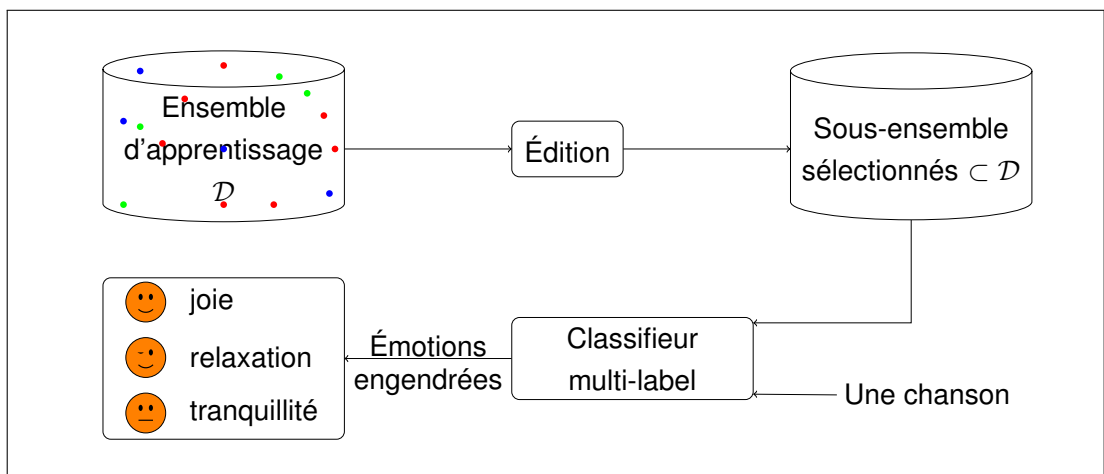 Ensemble
d'apprentissage
𝒟
Édition
Sous-ensemble
sélectionnés ⊂ 𝒟
joie
relaxation
tranquillité
Émotions
engendrées
Classifieur
multi-label
Une chanson